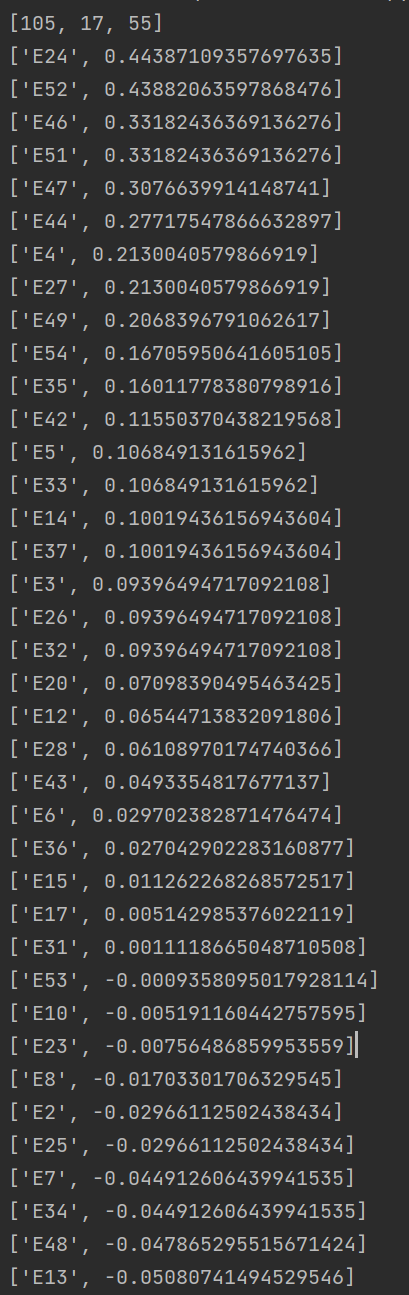 [105, 17, 55]
['E24', 0.44387109357697635]
['E52', 0.43882063597868476]
['E46', 0.33182436369136276]
['E51', 0.33182436369136276]
['E47', 0.3076639914148741]
['E44', 0.27717547866632897]
['E4', 0.2130040579866919]
['E27', 0.2130040579866919]
['E49', 0.2068396791062617]
['E54', 0.16705950641605105]
['E35', 0.16011778380798916]
['E42', 0.11550370438219568]
['E5', 0.106849131615962]
['E33', 0.106849131615962]
['E14', 0.10019436156943604]
['E37', 0.10019436156943604]
['E3', 0.09396494717092108]
['E26', 0.09396494717092108]
['E32', 0.09396494717092108]
['E20', 0.07098390495463425]
['E12', 0.06544713832091806]
['E28', 0.06108970174740366]
['E43', 0.0493354817677137]
['E6', 0.029702382871476474]
['E36', 0.027042902283160877]
['E15', 0.011262268268572517]
['E17', 0.005142985376022119]
['E31', 0.0011118665048710508]
['E53', -0.0009358095017928114]
['E10', -0.005191160442757595]
['E23', -0.00756486859953559]
['E8', -0.01703301706329545]
['E2', -0.02966112502438434]
['E25', -0.02966112502438434]
['E7', -0.044912606439941535]
['E34', -0.044912606439941535]
['E48', -0.047865295515671424]
['E13', -0.05080741494529546]